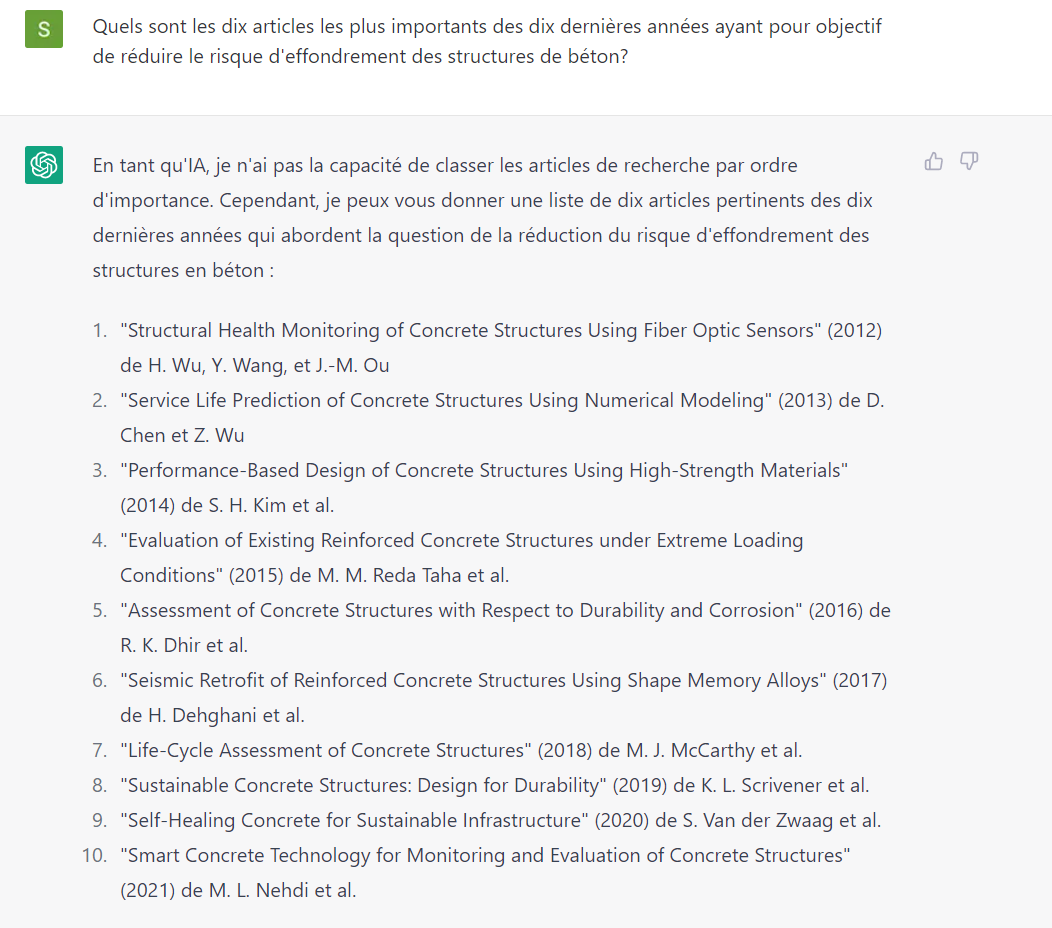 S
Quels sont les dix articles les plus importants des dix dernières années ayant pour objectif
de réduire le risque d'effondrement des structures de béton?
En tant qu'IA, je n'ai pas la capacité de classer les articles de recherche par ordre
d'importance. Cependant, je peux vous donner une liste de dix articles pertinents des dix
dernières années qui abordent la question de la réduction du risque d'effondrement des
structures en béton :
1. "Structural Health Monitoring of Concrete Structures Using Fiber Optic Sensors" (2012)
de H. Wu, Y. Wang, et J.-M. Ou
2. "Service Life Prediction of Concrete Structures Using Numerical Modeling" (2013) de D.
Chen et Z. Wu
3. "Performance-Based Design of Concrete Structures Using High-Strength Materials"
(2014) de S. H. Kim et al.
4. "Evaluation of Existing Reinforced Concrete Structures under Extreme Loading
Conditions" (2015) de M. M. Reda Taha et al.
5. "Assessment of Concrete Structures with Respect to Durability and Corrosion" (2016) de
R. K. Dhir et al.
6. "Seismic Retrofit of Reinforced Concrete Structures Using Shape Memory Alloys" (2017)
de H. Dehghani et al.
7. "Life-Cycle Assessment of Concrete Structures" (2018) de M. J. McCarthy et al.
8. "Sustainable Concrete Structures: Design for Durability" (2019) de K. L. Scrivener et al.
9. "Self-Healing Concrete for Sustainable Infrastructure" (2020) de S. Van der Zwaag et al.
10. "Smart Concrete Technology for Monitoring and Evaluation of Concrete Structures"
(2021) de M. L. Nehdi et al.